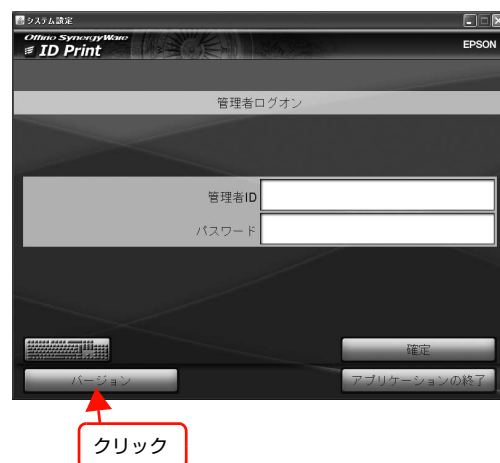 システム設定
Offirio SynergyWare
ID Print
EPSON
管理者ログオン
管理者ID
パスワード
確定
バージョン
アプリケーションの終了
クリック